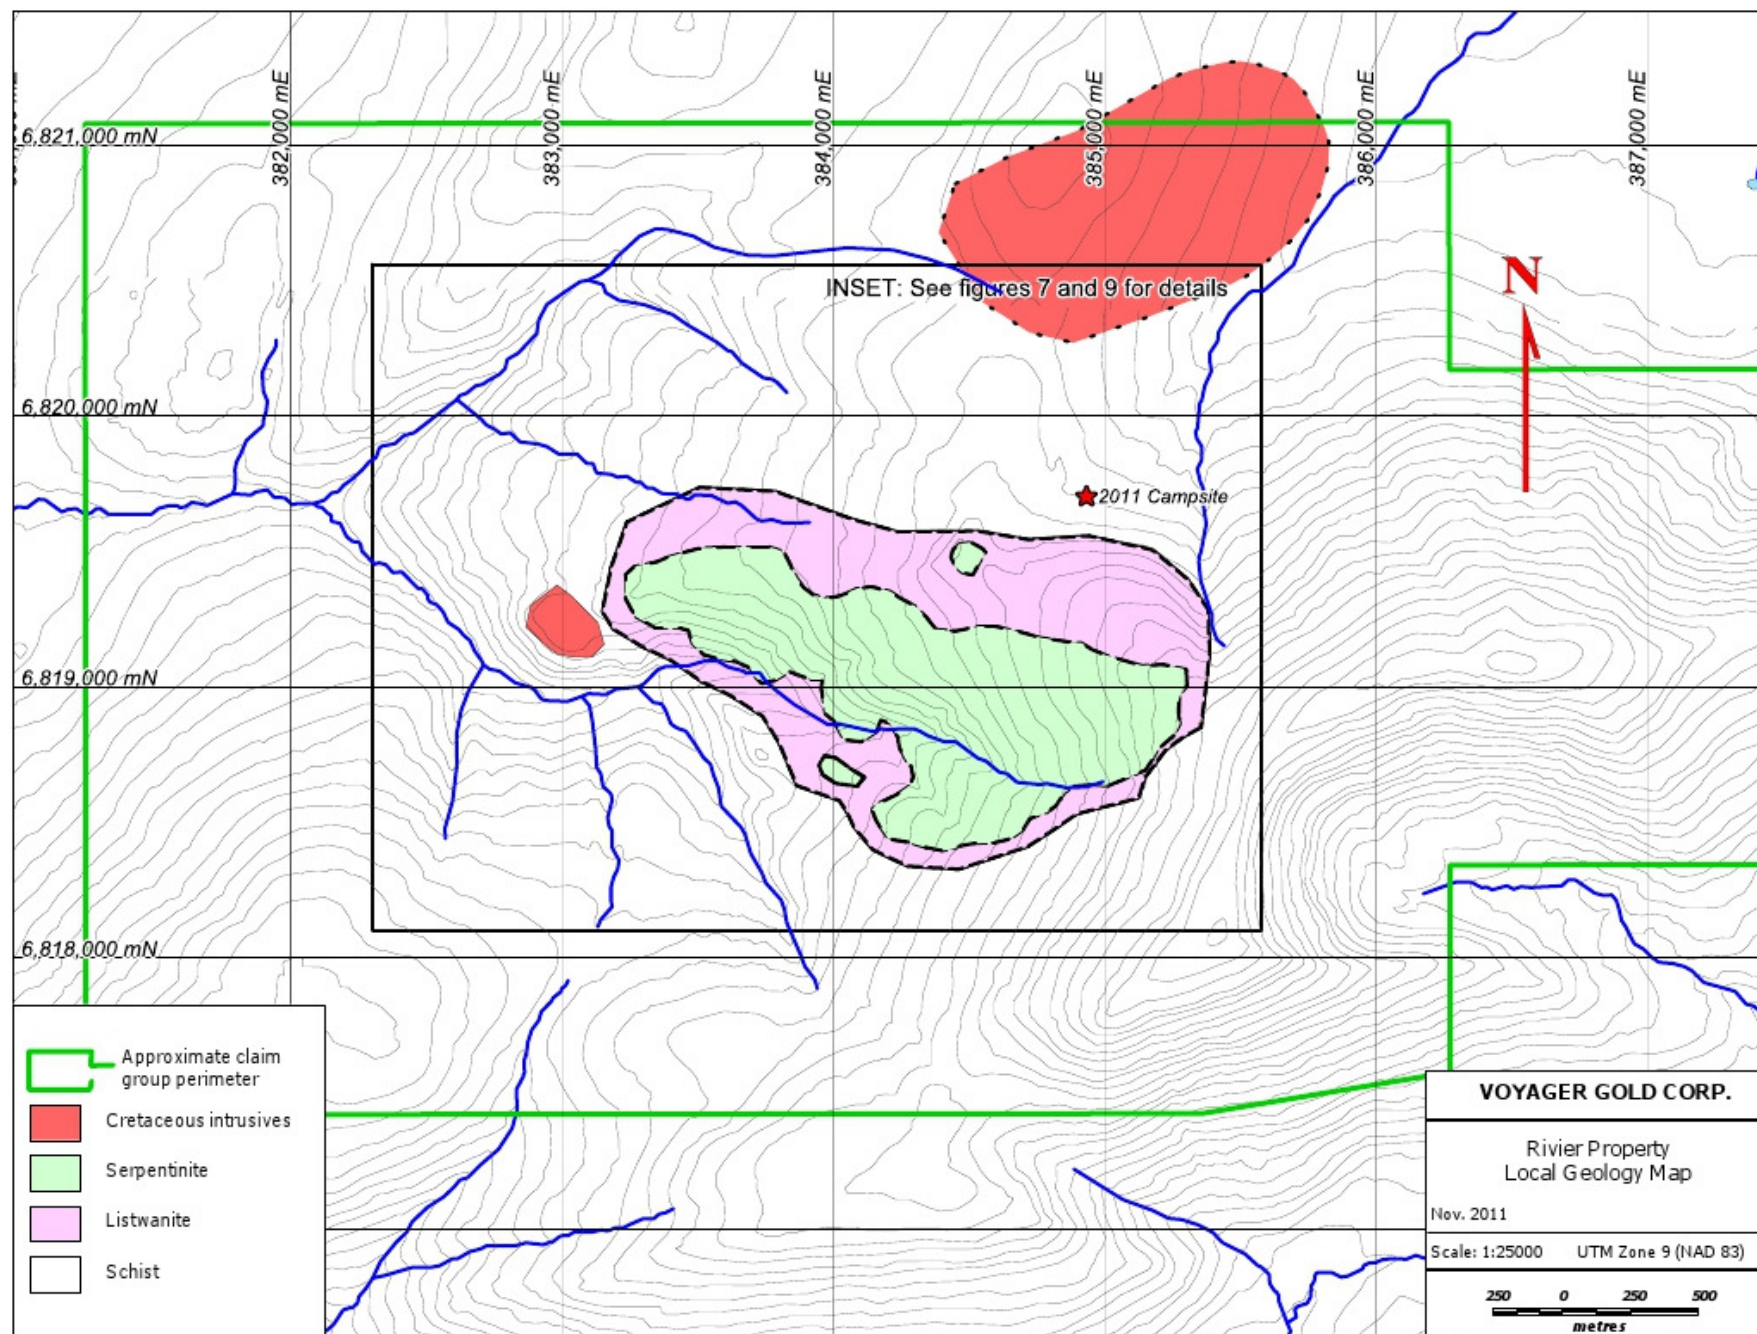 382,000 mE
383,000 mE
384,000 mE
385,000 mE
386,000 mE
387,000 mE
6,821,000 mN
N
INSET: See figures 7 and 9 for details
6,820,000 mN
2011 Campsite
6,819,000 mN
6,818,000 mN
Approximate claim
group perimeter
Cretaceous intrusives
Serpentinite
Listwanite
Schist
VOYAGER GOLD CORP.
Rivier Property
Local Geology Map
Nov. 2011
Scale: 1:25000 UTM Zone 9 (NAD 83)
250 0 250 500
metres